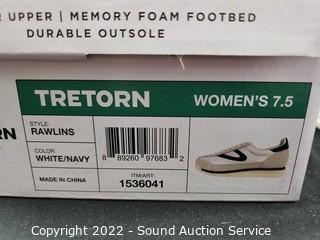 R UPPER | MEMORY FOAM FOOTBED
DURABLE OUTSOLE
TRETORN
WOMEN'S 7.5
STYLE:
RAWLINS
COLOR:
WHITE/NAVY
MADE IN CHINA
8 89260 97683 2
ITM/ART:
1536041
RN
Copyright 2022 - Sound Auction Service